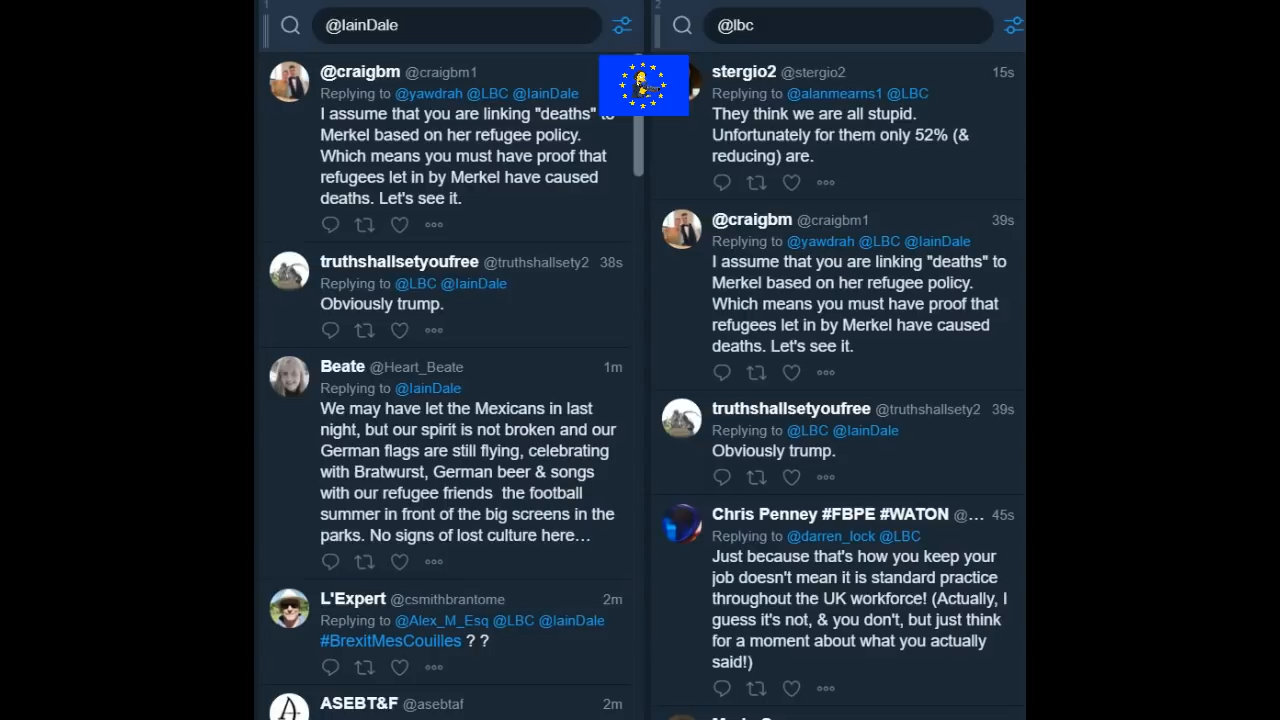 1
@IainDale
@craigbm @craigbm1
Replying to @yawdrah @LBC @IainDale
I assume that you are linking "deaths" to
Merkel based on her refugee policy.
Which means you must have proof that
refugees let in by Merkel have caused
deaths. Let's see it.
truthshallsetyoufree @truthshallsety2 38s
Replying to @LBC @IainDale
Obviously trump.
Beate @Heart_Beate 1m
Replying to @IainDale
We may have let the Mexicans in last
night, but our spirit is not broken and our
German flags are still flying, celebrating
with Bratwurst, German beer & songs
with our refugee friends the football
summer in front of the big screens in the
parks. No signs of lost culture here...
L'Expert @csmithbrantome 2m
Replying to @Alex_M_Esq @LBC @IainDale
#BrexitMesCouilles ? ?
ASEBT&F @asebtaf 2m
2
@lbc
stergio2 @stergio2 15s
Replying to @alanmearns1 @LBC
They think we are all stupid.
Unfortunately for them only 52% (&
reducing) are.
@craigbm @craigbm1 39s
Replying to @yawdrah @LBC @IainDale
I assume that you are linking "deaths" to
Merkel based on her refugee policy.
Which means you must have proof that
refugees let in by Merkel have caused
deaths. Let's see it.
truthshallsetyoufree @truthshallsety2 39s
Replying to @LBC @IainDale
Obviously trump.
Chris Penney #FBPE #WATON @... 45s
Replying to @darren_lock @LBC
Just because that's how you keep your
job doesn't mean it is standard practice
throughout the UK workforce! (Actually, I
guess it's not, & you don't, but just think
for a moment about what you actually
said!)